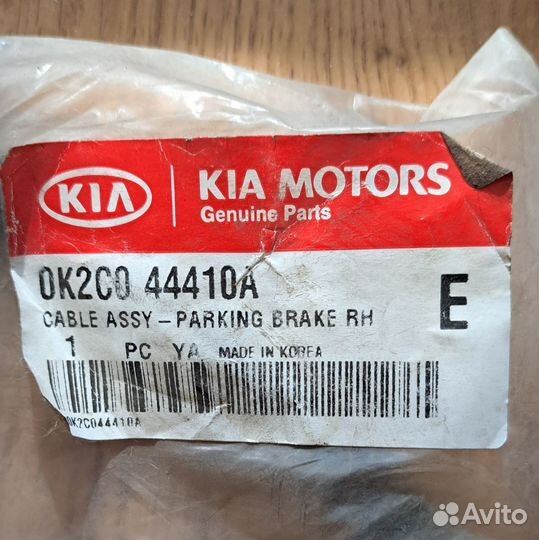 KIA
KIA MOTORS
Genuine Parts
0K2C0 44410A
E
CABLE ASSY-PARKING BRAKE RH
1 PC YA MADE IN KOREA
0K2C044410A
Avito